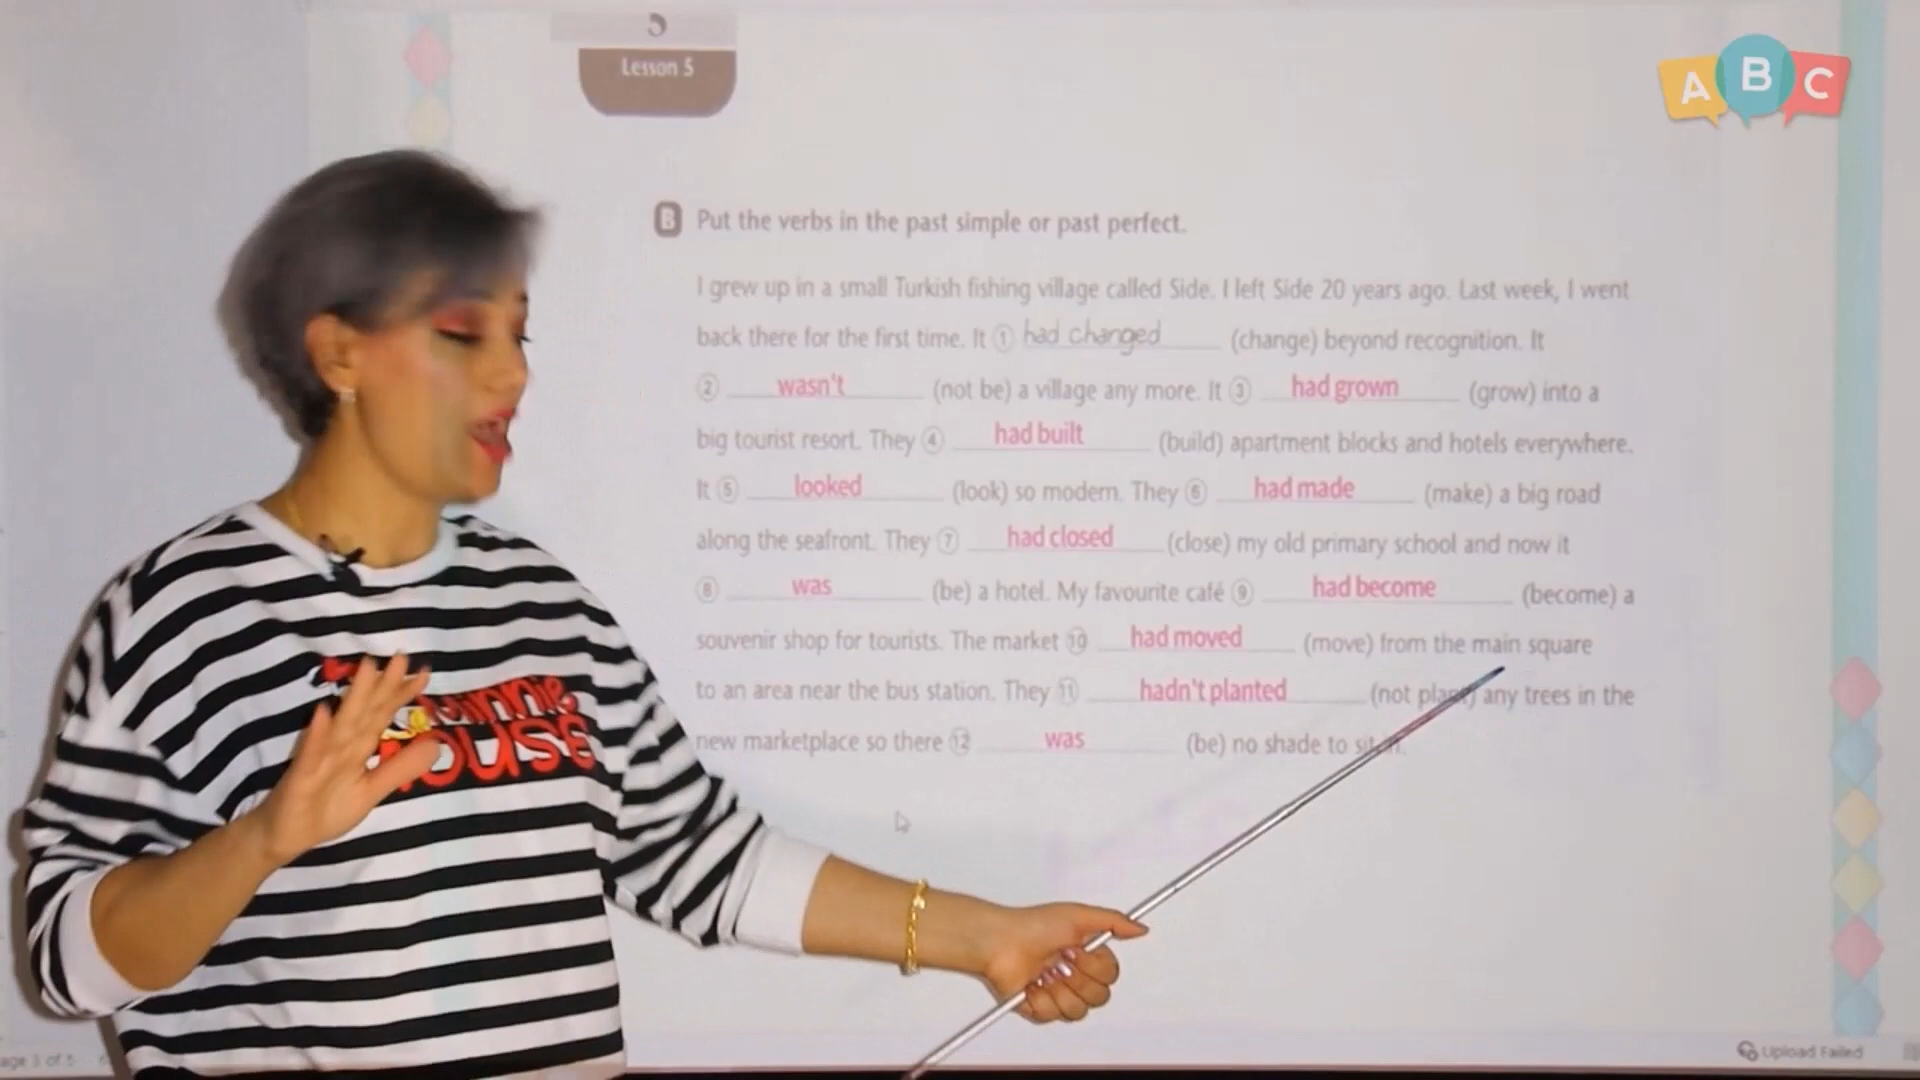 5
Lesson 5
A B C
B Put the verbs in the past simple or past perfect.
I grew up in a small Turkish fishing village called Side. I left Side 20 years ago. Last week, I went
back there for the first time. It ① had changed (change) beyond recognition. It
② wasn't (not be) a village any more. It ③ had grown (grow) into a
big tourist resort. They ④ had built (build) apartment blocks and hotels everywhere.
It ⑤ looked (look) so modern. They ⑥ had made (make) a big road
along the seafront. They ⑦ had closed (close) my old primary school and now it
⑧ was (be) a hotel. My favourite café ⑨ had become (become) a
souvenir shop for tourists. The market ⑩ had moved (move) from the main square
to an area near the bus station. They ⑪ hadn't planted (not plant) any trees in the
new marketplace so there ⑫ was (be) no shade to sit in.
Minnie
MOUSE
age 3 of 5
Upload Failed